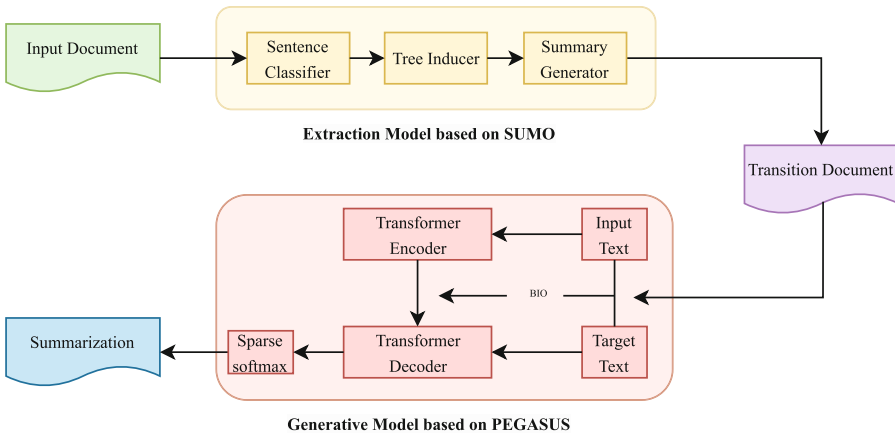 Input Document
Sentence
Classifier
Tree Inducer
Summary
Generator
Extraction Model based on SUMO
Transition Document
Transformer
Encoder
Input
Text
BIO
Summarization
Sparse
softmax
Transformer
Decoder
Target
Text
Generative Model based on PEGASUS